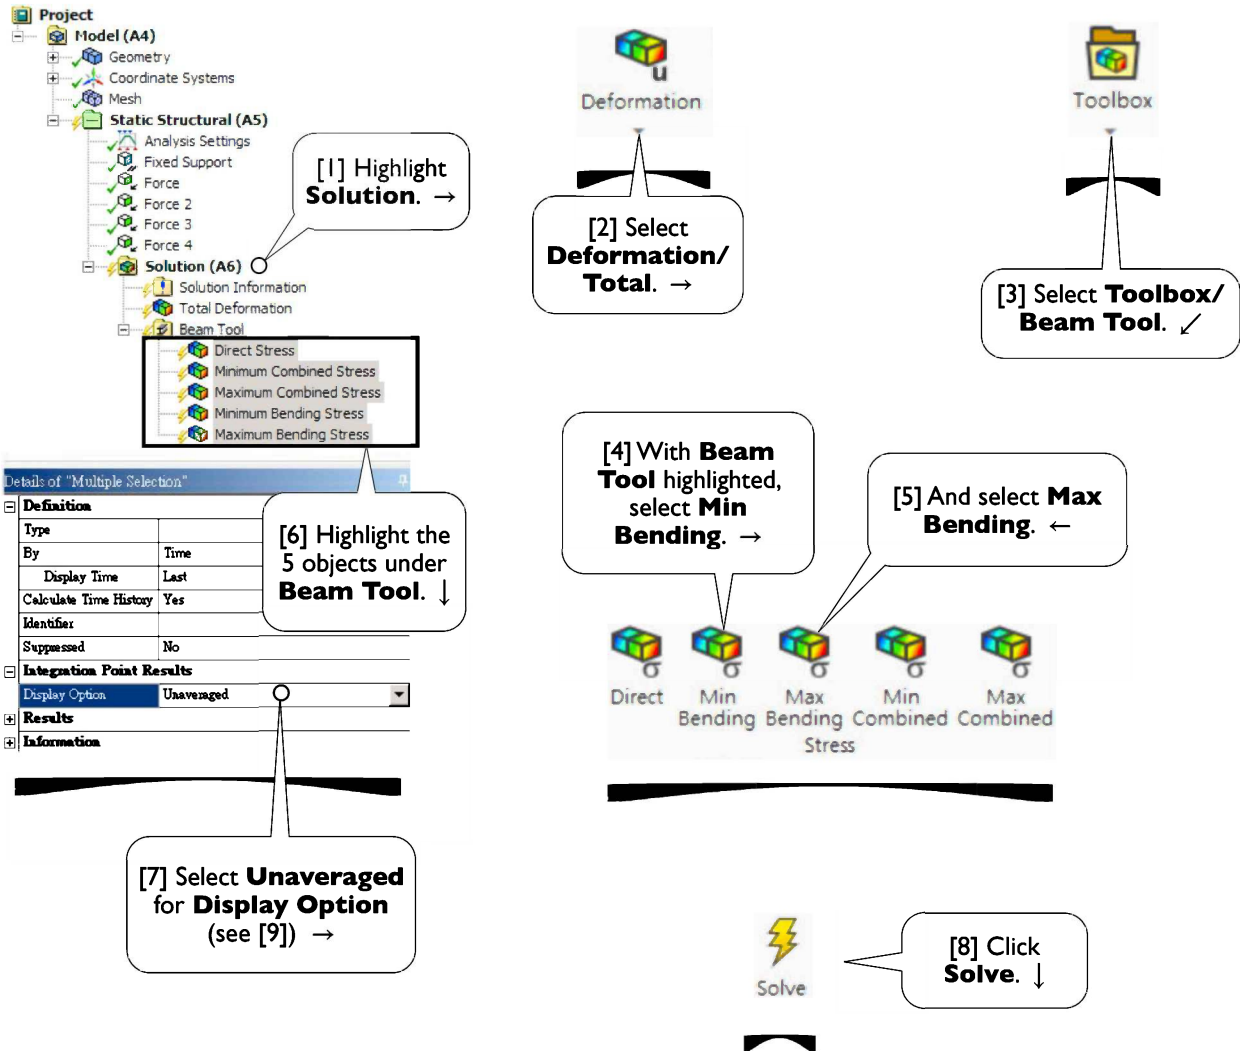 Project
Model (A4)
Geometry
Coordinate Systems
Mesh
Static Structural (A5)
Analysis Settings
Fixed Support
Force
Force 2
Force 3
Force 4
Solution (A6)
Solution Information
Total Deformation
Beam Tool
Direct Stress
Minimum Combined Stress
Maximum Combined Stress
Minimum Bending Stress
Maximum Bending Stress
[1] Highlight
Solution. →
u
Deformation
[2] Select
Deformation/
Total. →
Toolbox
[3] Select Toolbox/
Beam Tool. ↙
Details of "Multiple Selection"
Definition
Type
By Time
Display Time Last
Calculate Time History Yes
Identifier
Suppressed No
Integration Point Results
Display Option Unaveraged
Results
Information
[4] With Beam
Tool highlighted,
select Min
Bending. →
[5] And select Max
Bending. ←
[6] Highlight the
5 objects under
Beam Tool. ↓
σ σ σ σ σ
Direct Min Max Min Max
Bending Bending Combined Combined
Stress
[7] Select Unaveraged
for Display Option
(see [9]) →
Solve
[8] Click
Solve. ↓